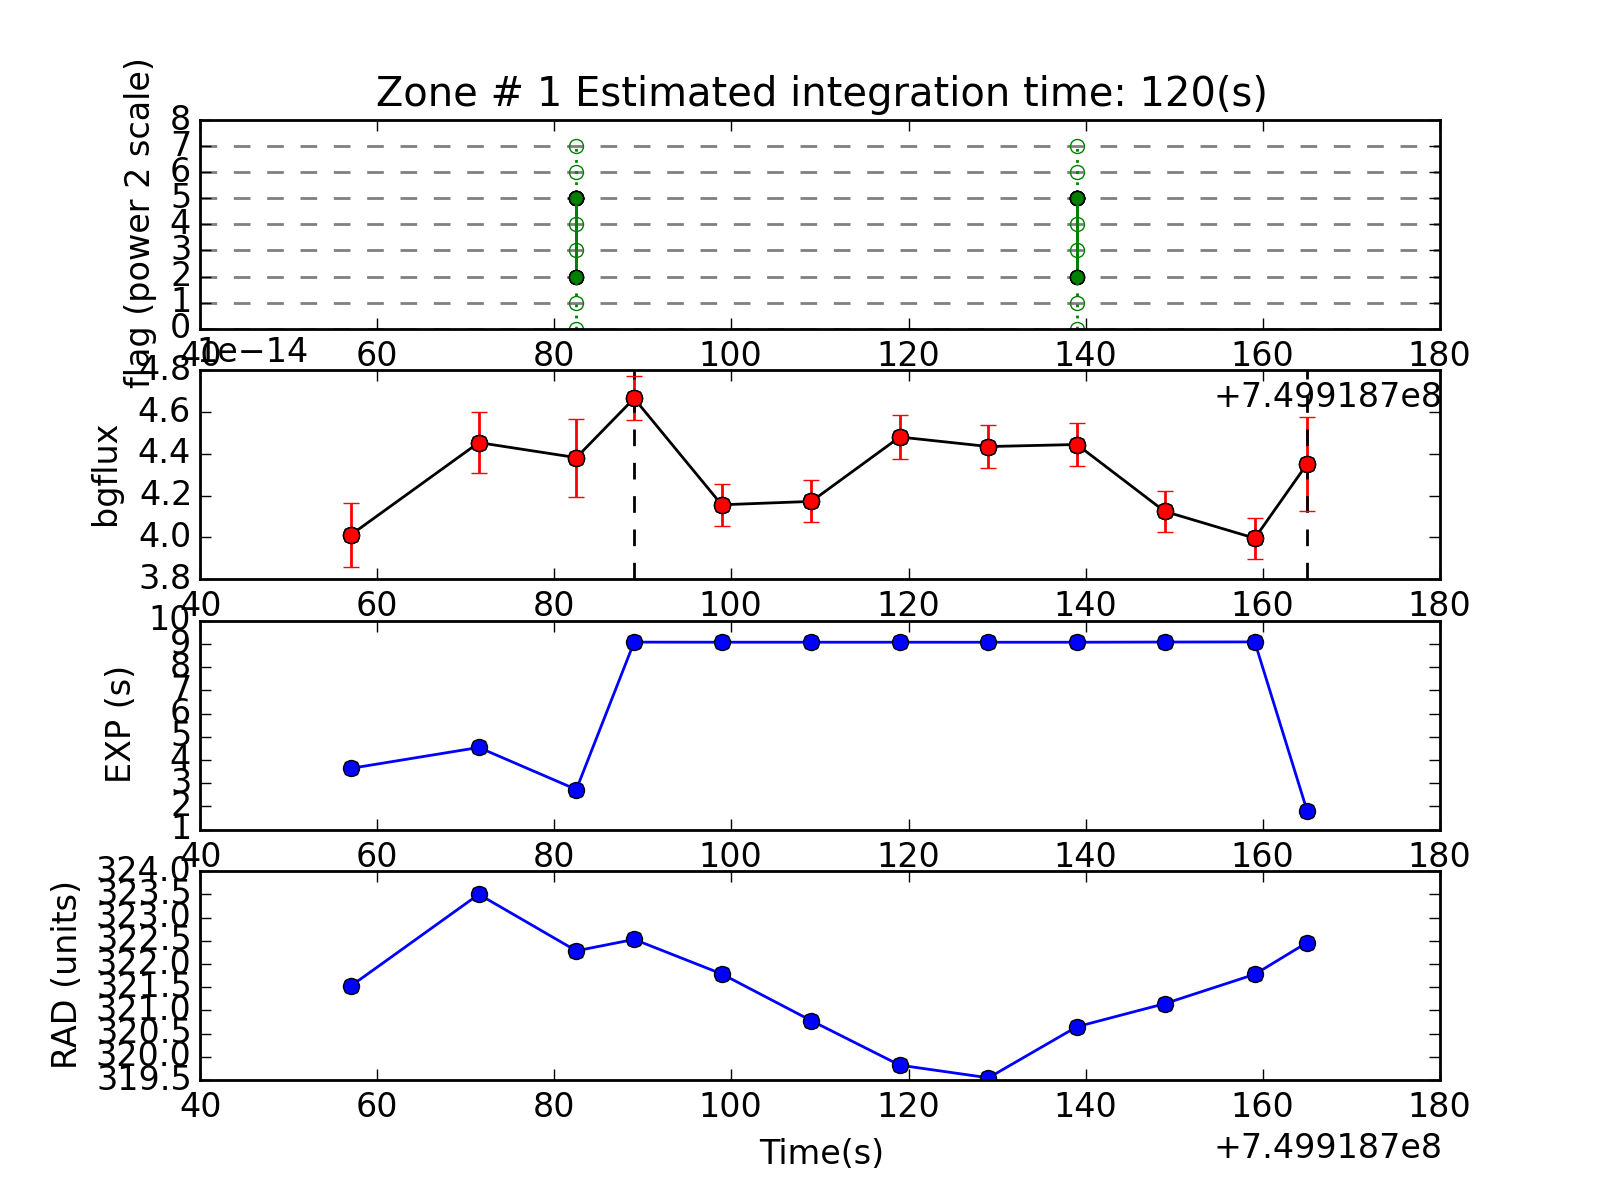 Zone # 1 Estimated integration time: 120(s)
flag (power 2 scale)
8
7
6
5
4
3
2
1
0
40 60 80 100 120 140 160 180
1e−14
+7.499187e8
bgflux
4.8
4.6
4.4
4.2
4.0
3.8
40 60 80 100 120 140 160 180
EXP (s)
10
9
8
7
6
5
4
3
2
1
40 60 80 100 120 140 160 180
RAD (units)
324.0
323.5
323.0
322.5
322.0
321.5
321.0
320.5
320.0
319.5
40 60 80 100 120 140 160 180
Time(s)
+7.499187e8